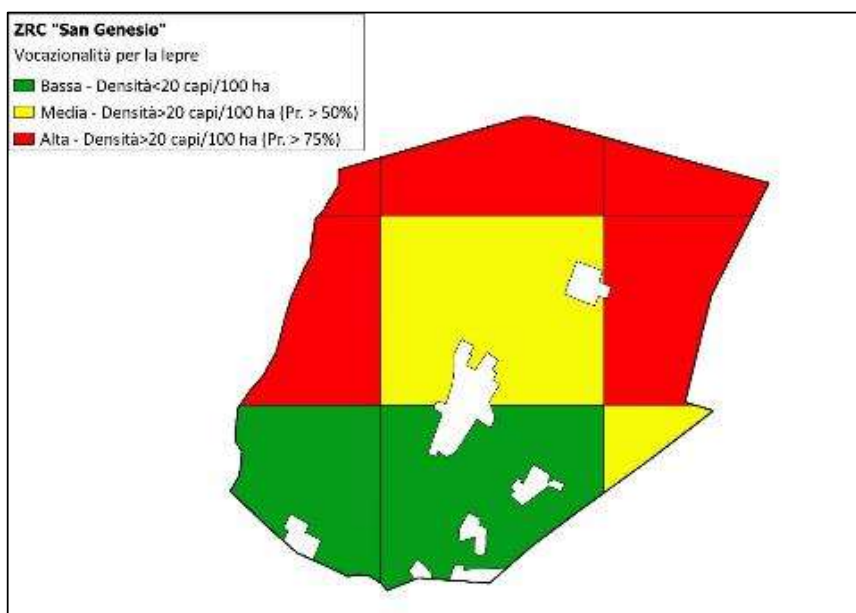 ZRC "San Genesio"
Vocazionalità per la lepre
Bassa - Densità<20 capi/100 ha
Media - Densità>20 capi/100 ha (Pr. > 50%)
Alta - Densità>20 capi/100 ha (Pr. > 75%)